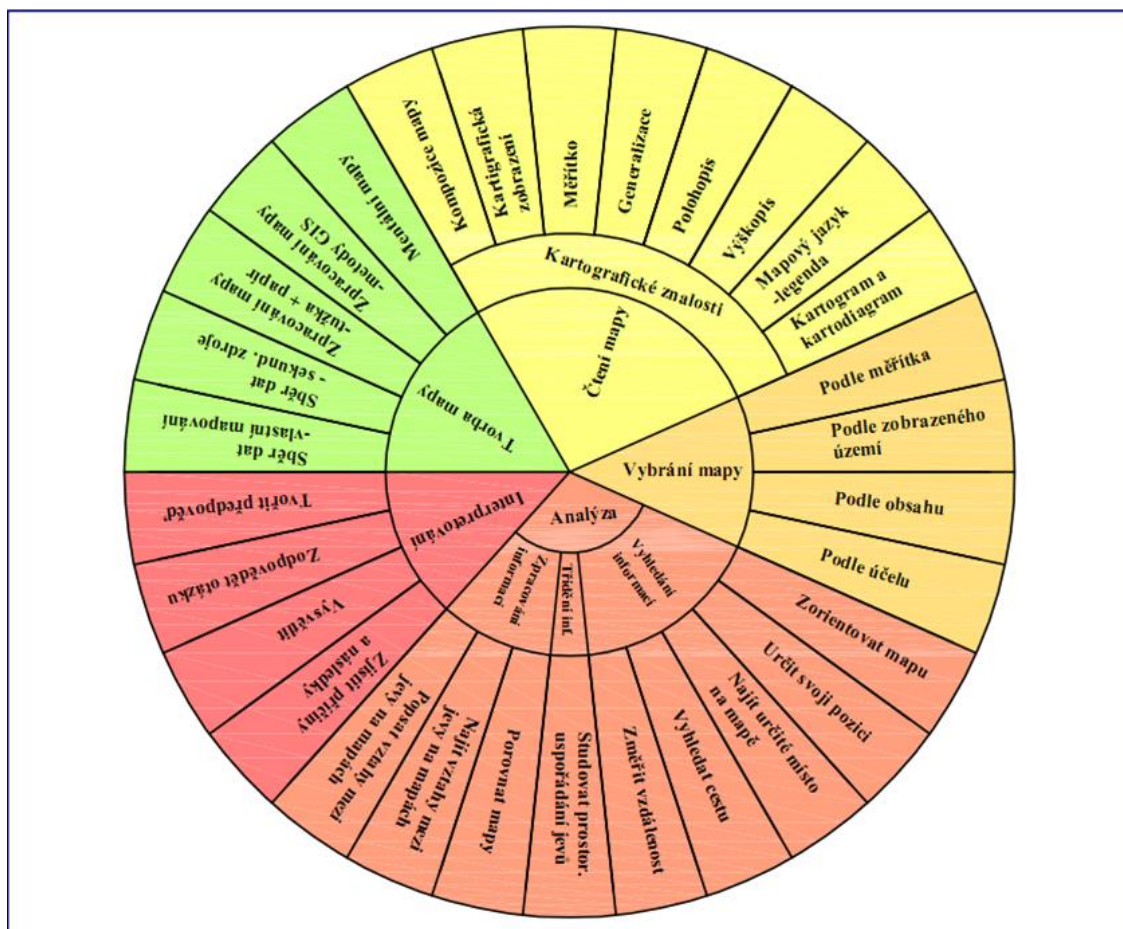 Kompozice mapy
Kartigrafická
zobrazení
Měřítko
Generalizace
Polohopis
Výškopis
Mapový jazyk
-legenda
Kartogram a
kartodiagram
Kartografické znalosti
Čtení mapy
Podle měřítka
Podle zobrazeného
území
Podle obsahu
Podle účelu
Vybrání mapy
Zorientovat mapu
Určit svoji pozici
Najít určité místo
na mapě
Vyhledat cestu
Změřit vzdálenost
Vyhledání
informací
Studovat prostor.
uspořádání jevů
Třídění inf.
Porovnat mapy
Najít vztahy mezi
jevy na mapách
Popsat vztahy mezi
jevy na mapách
Zpracování
informací
Analýza
Zjistit příčiny
a následky
Vysvětlit
Zodpovědět otázku
Tvořit předpověď
Interpretování
Sběr dat
-vlastní mapování
Sběr dat
- sekund. zdroje
Zpracování mapy
-tužka + papír
Zpracování mapy
-metody GIS
Mentální mapy
Tvorba mapy